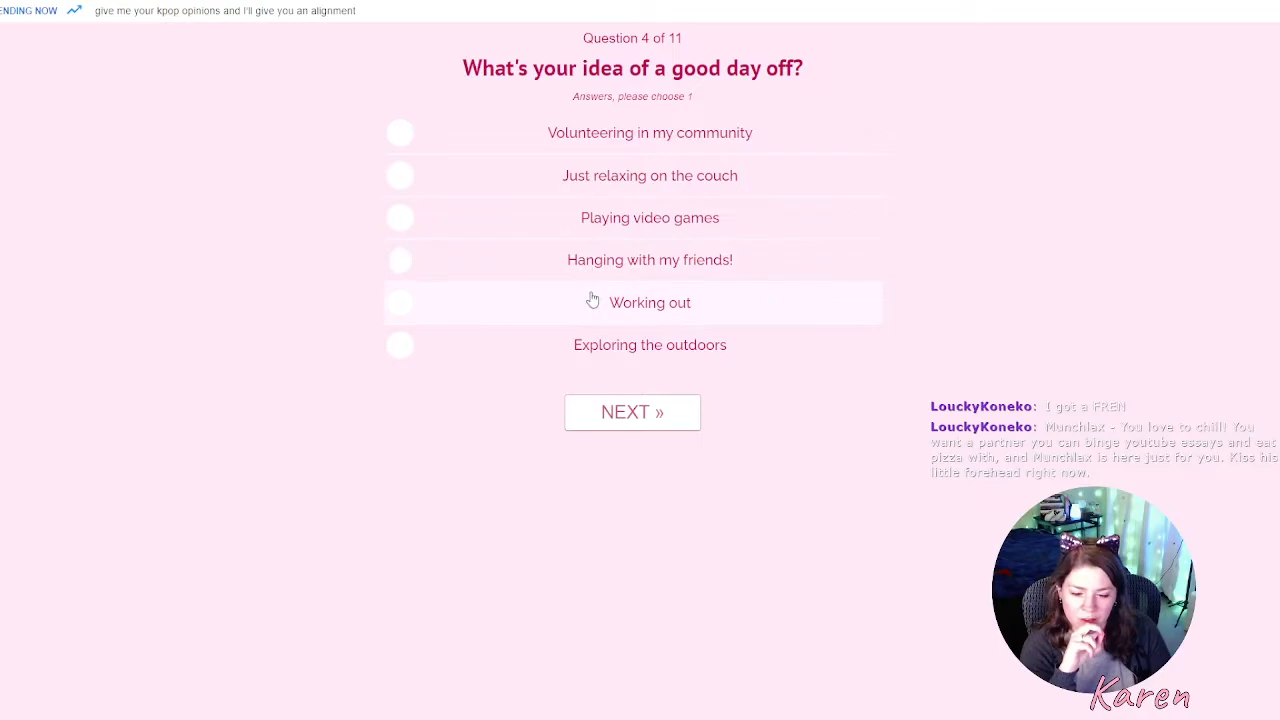 ENDING NOW give me your kpop opinions and I'll give you an alignment
Question 4 of 11
What's your idea of a good day off?
Answers, please choose 1
Volunteering in my community
Just relaxing on the couch
Playing video games
Hanging with my friends!
Working out
Exploring the outdoors
NEXT »
LouckyKoneko: I got a FREN
LouckyKoneko: Munchlax - You love to chill! You
want a partner you can binge youtube essays and eat
pizza with, and Munchlax is here just for you. Kiss his
little forehead right now.
Karen